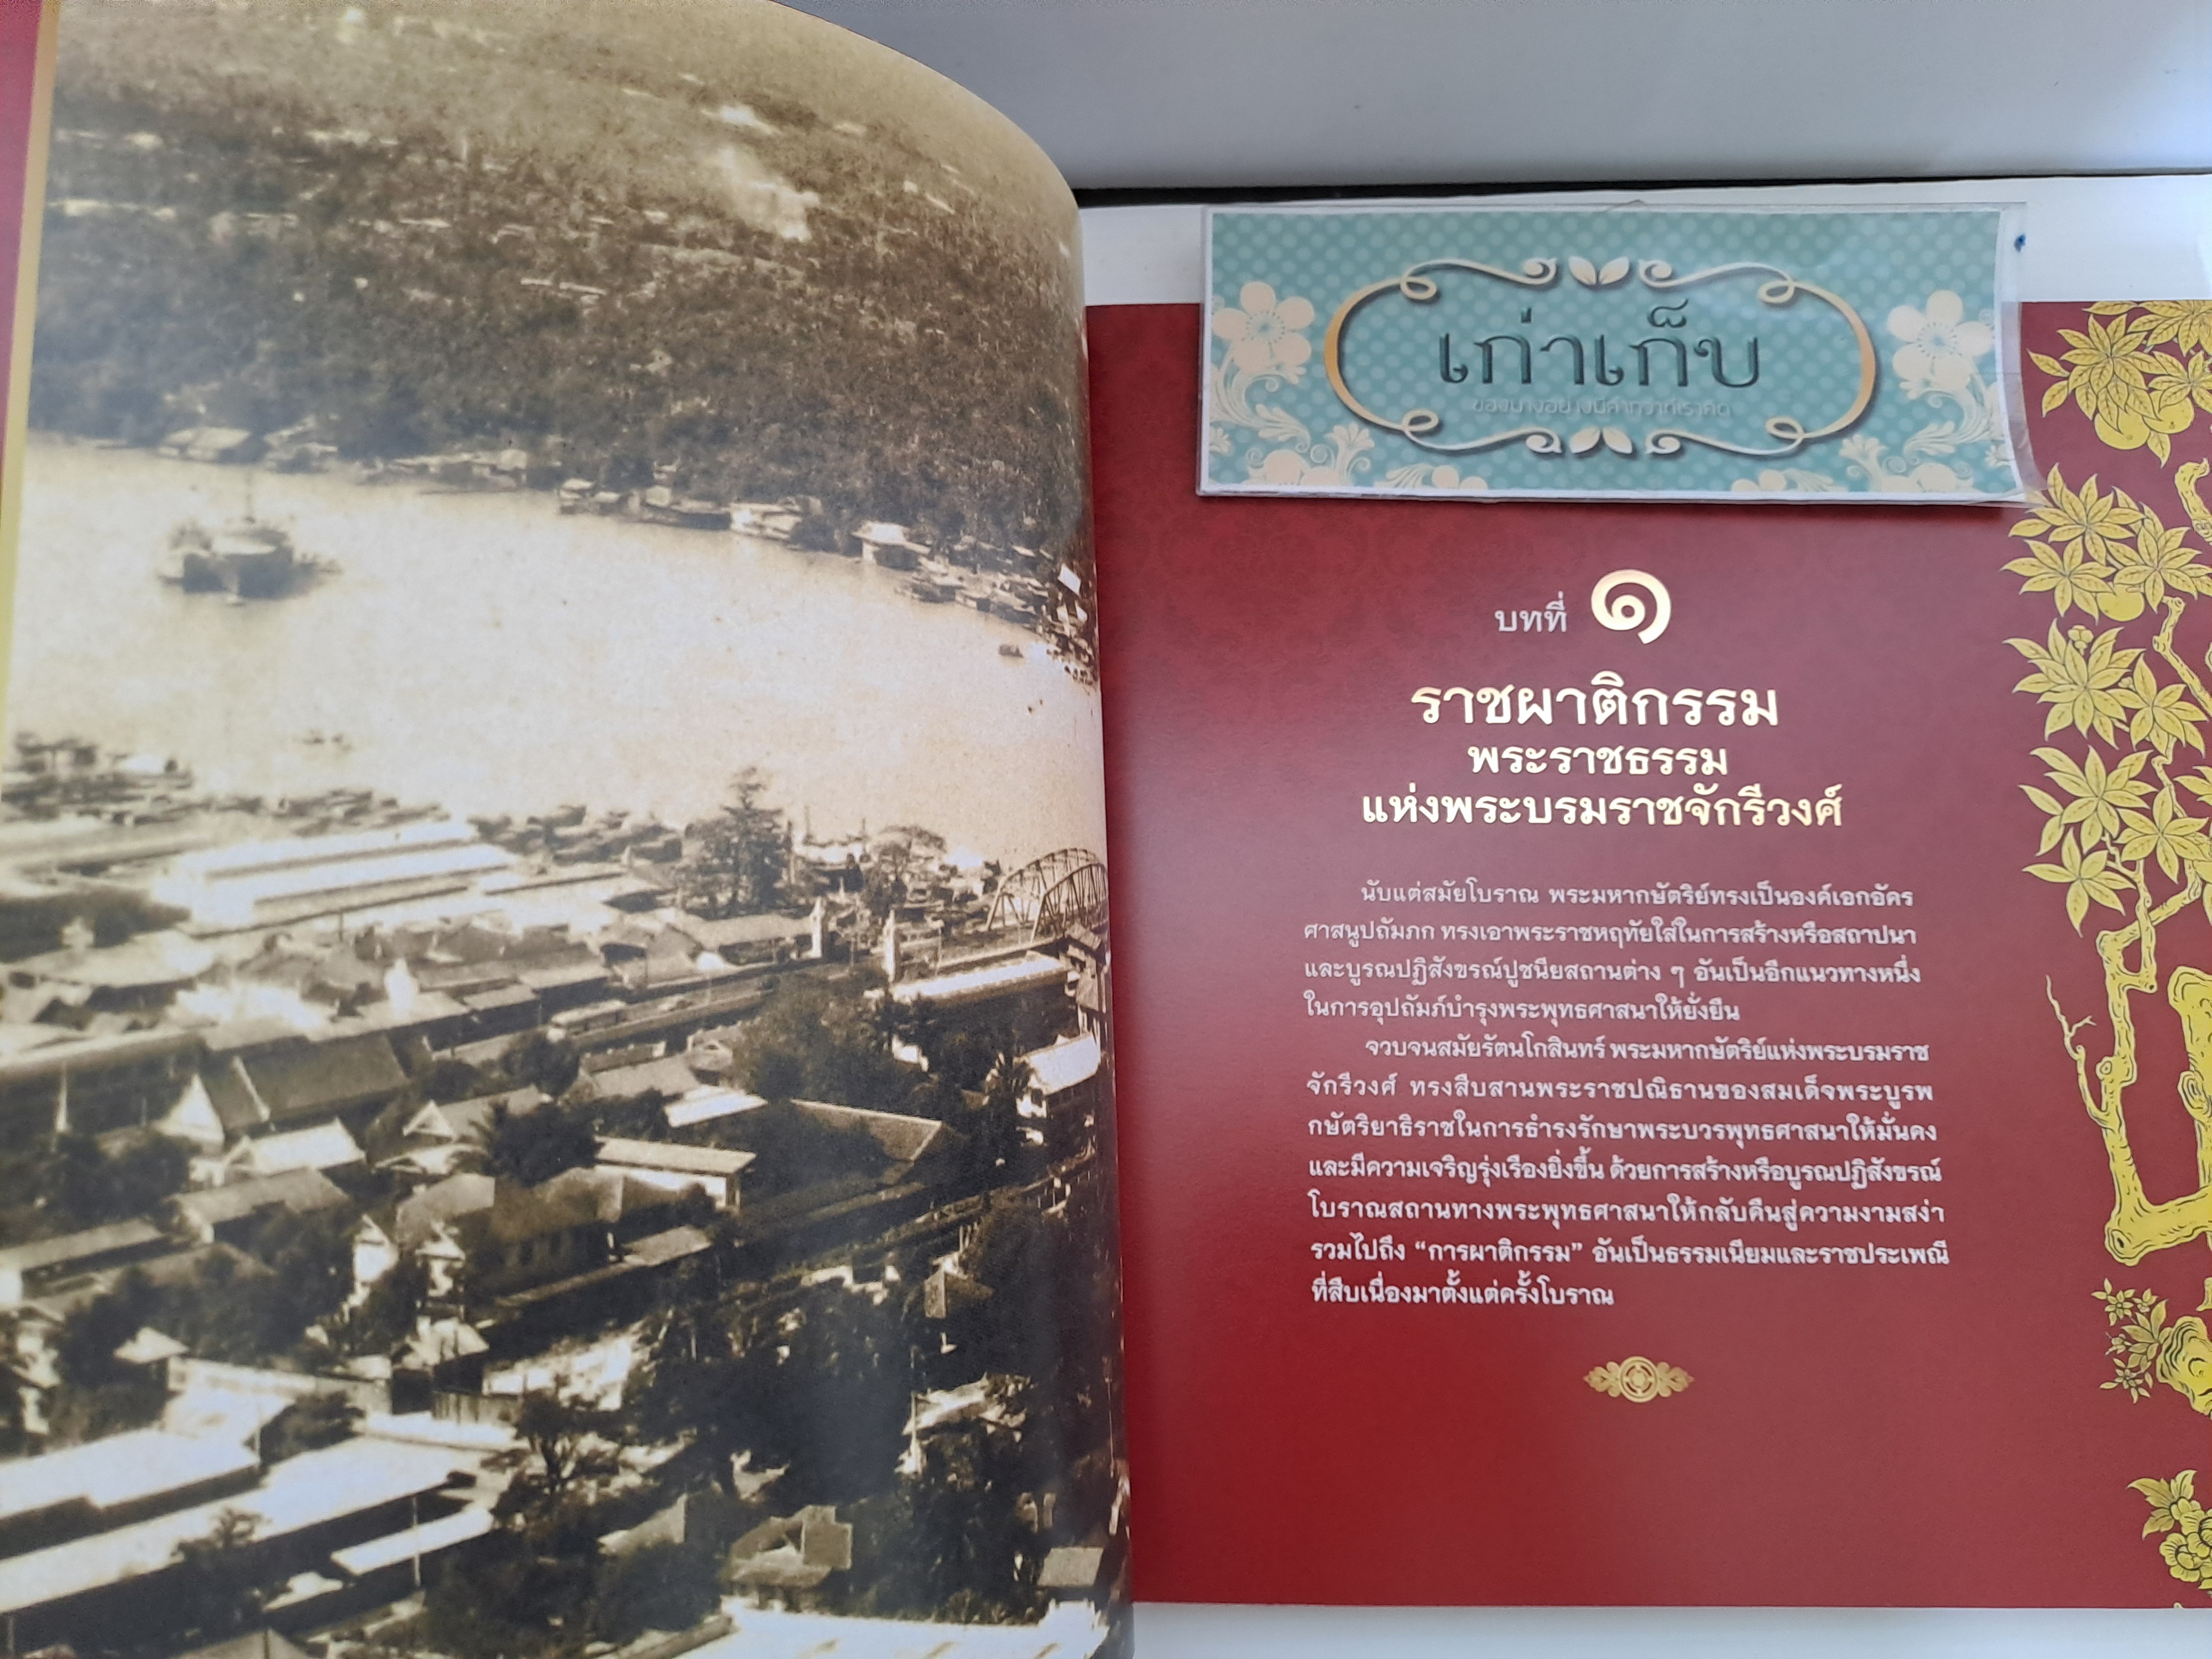 เก่าเก็บ
ของบางอย่างมีค่ากว่าที่เราคิด
บทที่ ๑
ราชผาติกรรม
พระราชธรรม
แห่งพระบรมราชจักรีวงศ์
นับแต่สมัยโบราณ พระมหากษัตริย์ทรงเป็นองค์เอกอัคร
ศาสนูปถัมภก ทรงเอาพระราชหฤทัยใส่ในการสร้างหรือสถาปนา
และบูรณปฏิสังขรณ์ปูชนียสถานต่าง ๆ อันเป็นอีกแนวทางหนึ่ง
ในการอุปถัมภ์บำรุงพระพุทธศาสนาให้ยั่งยืน
จวบจนสมัยรัตนโกสินทร์ พระมหากษัตริย์แห่งพระบรมราช
จักรีวงศ์ ทรงสืบสานพระราชปณิธานของสมเด็จพระบูรพ
กษัตริยาธิราชในการธำรงรักษาพระบวรพุทธศาสนาให้มั่นคง
และมีความเจริญรุ่งเรืองยิ่งขึ้น ด้วยการสร้างหรือบูรณปฏิสังขรณ์
โบราณสถานทางพระพุทธศาสนาให้กลับคืนสู่ความงามสง่า
รวมไปถึง “การผาติกรรม” อันเป็นธรรมเนียมและราชประเพณี
ที่สืบเนื่องมาตั้งแต่ครั้งโบราณ